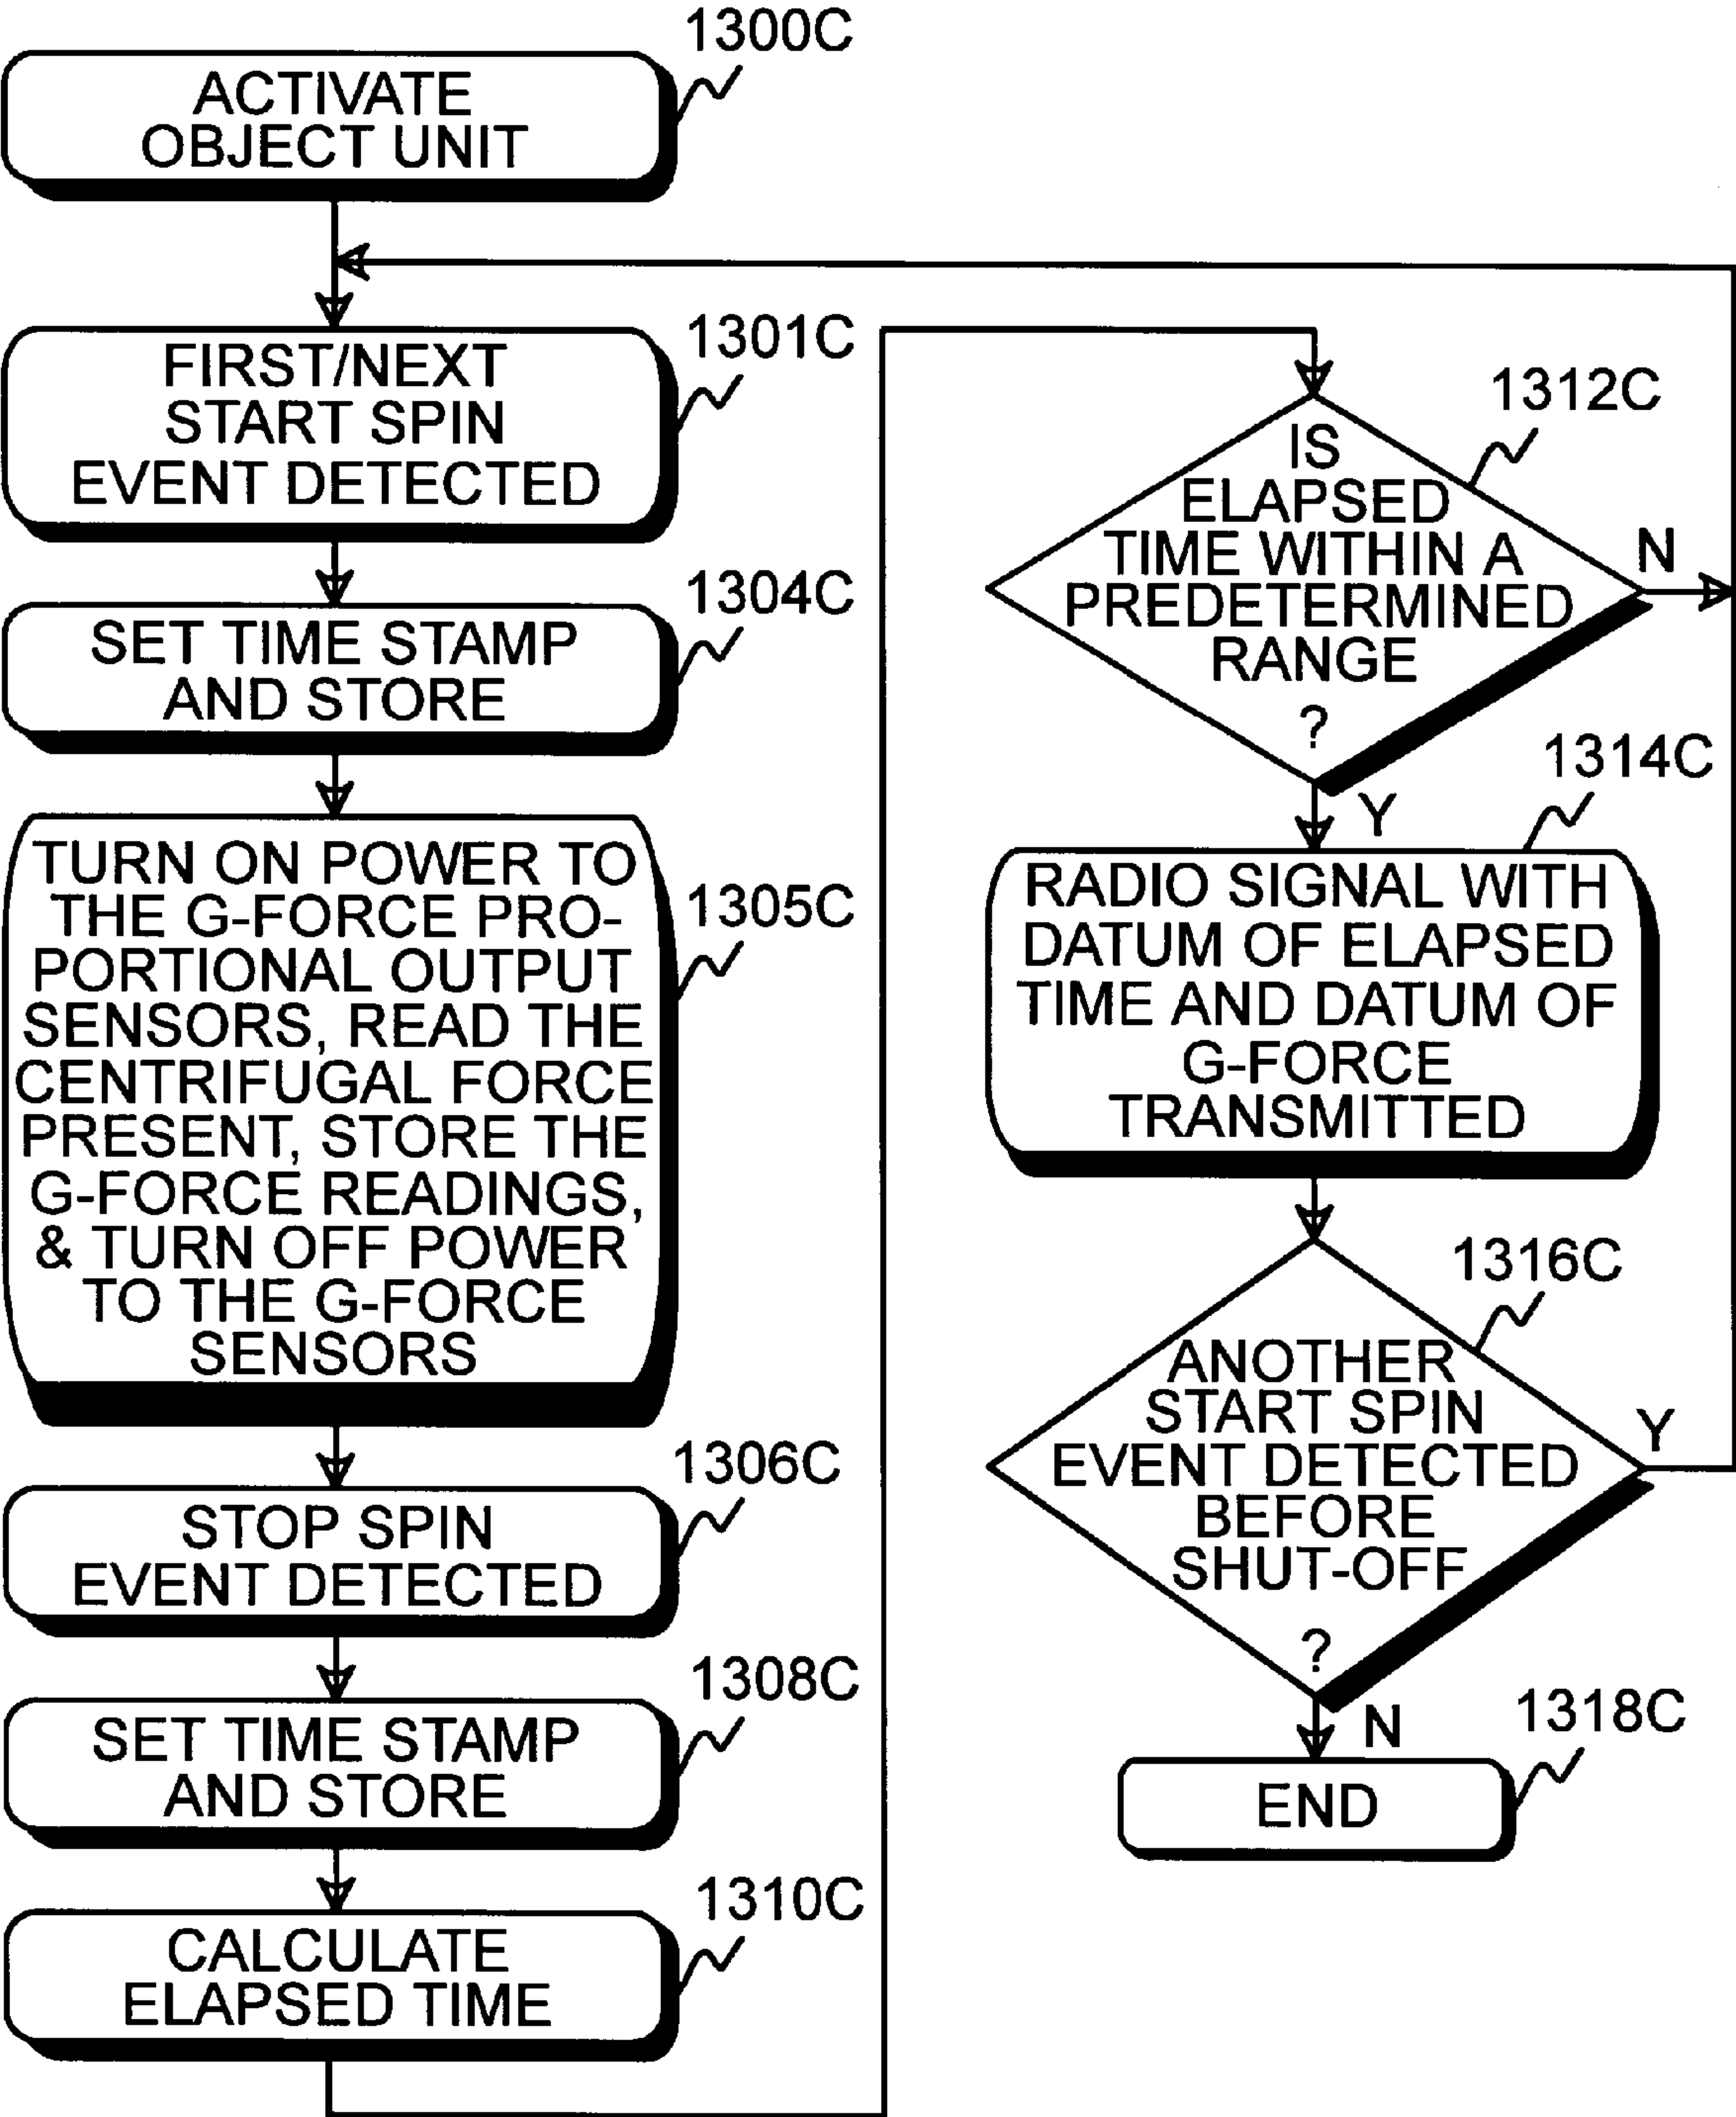 1300C
ACTIVATE
OBJECT UNIT
1301C
FIRST/NEXT
START SPIN
EVENT DETECTED
1304C
SET TIME STAMP
AND STORE
1305C
TURN ON POWER TO
THE G-FORCE PRO-
PORTIONAL OUTPUT
SENSORS, READ THE
CENTRIFUGAL FORCE
PRESENT, STORE THE
G-FORCE READINGS,
& TURN OFF POWER
TO THE G-FORCE
SENSORS
1306C
STOP SPIN
EVENT DETECTED
1308C
SET TIME STAMP
AND STORE
1310C
CALCULATE
ELAPSED TIME
1312C
IS
ELAPSED
TIME WITHIN A
PREDETERMINED
RANGE
?
N
Y
1314C
RADIO SIGNAL WITH
DATUM OF ELAPSED
TIME AND DATUM OF
G-FORCE
TRANSMITTED
1316C
ANOTHER
START SPIN
EVENT DETECTED
BEFORE
SHUT-OFF
?
Y
N
1318C
END